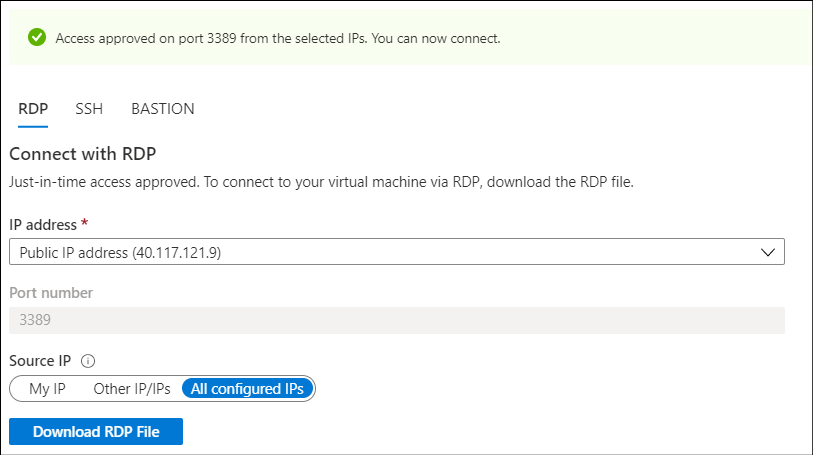 Access approved on port 3389 from the selected IPs. You can now connect.
RDP SSH BASTION
Connect with RDP
Just-in-time access approved. To connect to your virtual machine via RDP, download the RDP file.
IP address *
Public IP address (40.117.121.9)
Port number
3389
Source IP
My IP Other IP/IPs All configured IPs
Download RDP File